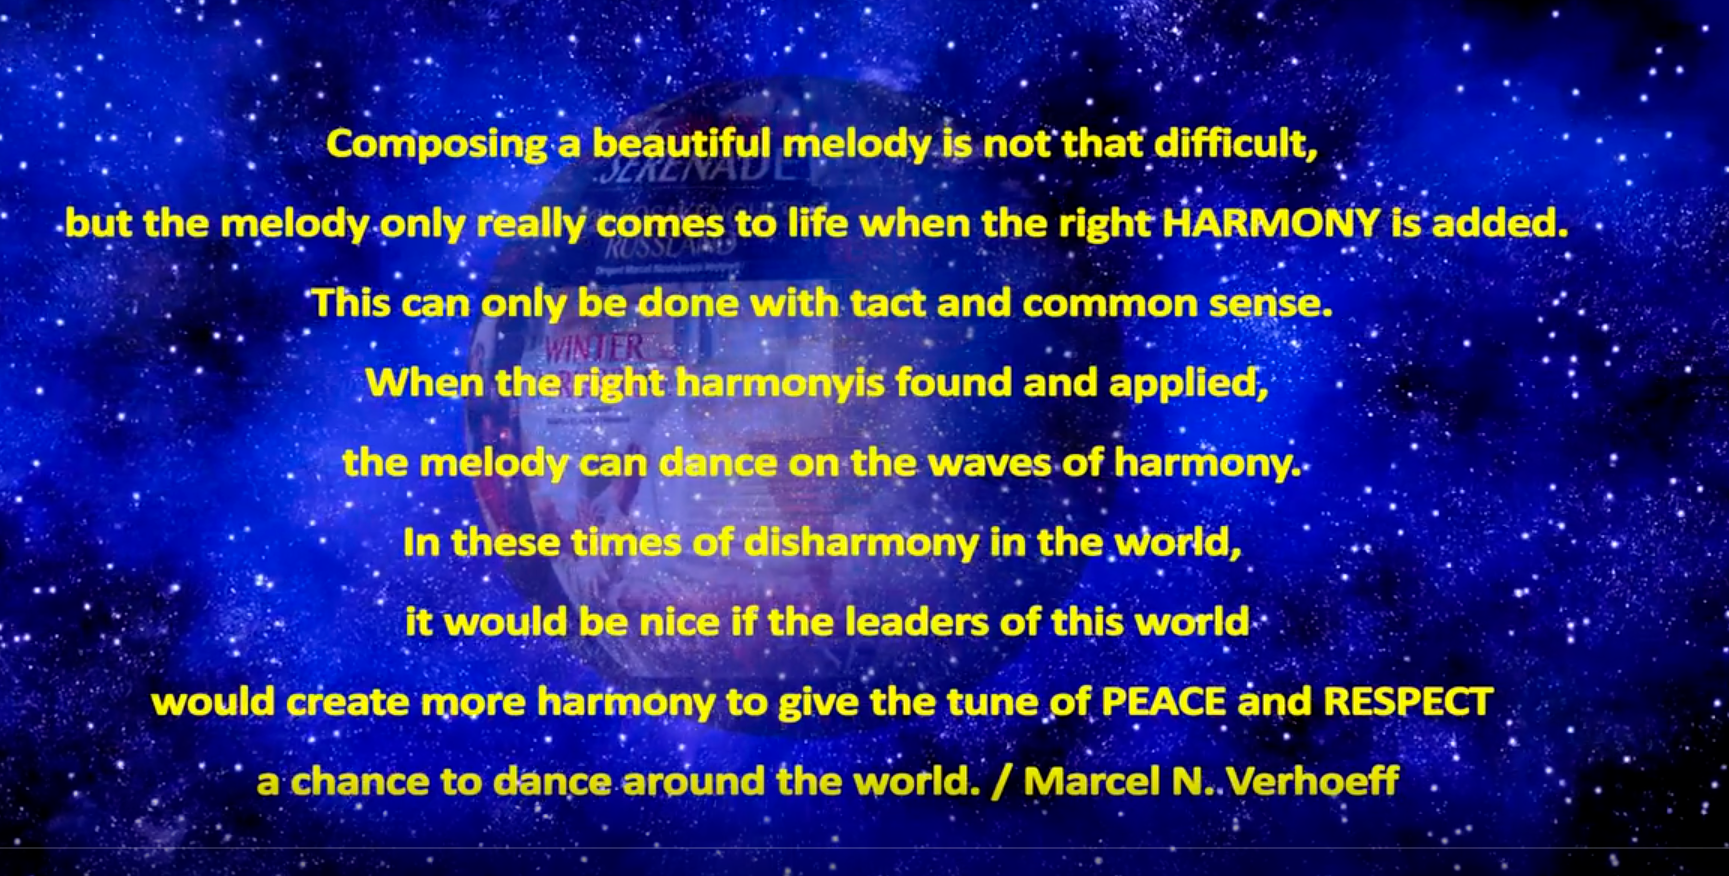 Composing a beautiful melody is not that difficult,
SERENADE
but the melody only really comes to life when the right HARMONY is added.
RUSSLAND
This can only be done with tact and common sense.
WINTER
When the right harmonyis found and applied,
the melody can dance on the waves of harmony.
In these times of disharmony in the world,
it would be nice if the leaders of this world
would create more harmony to give the tune of PEACE and RESPECT
a chance to dance around the world. / Marcel N. Verhoeff